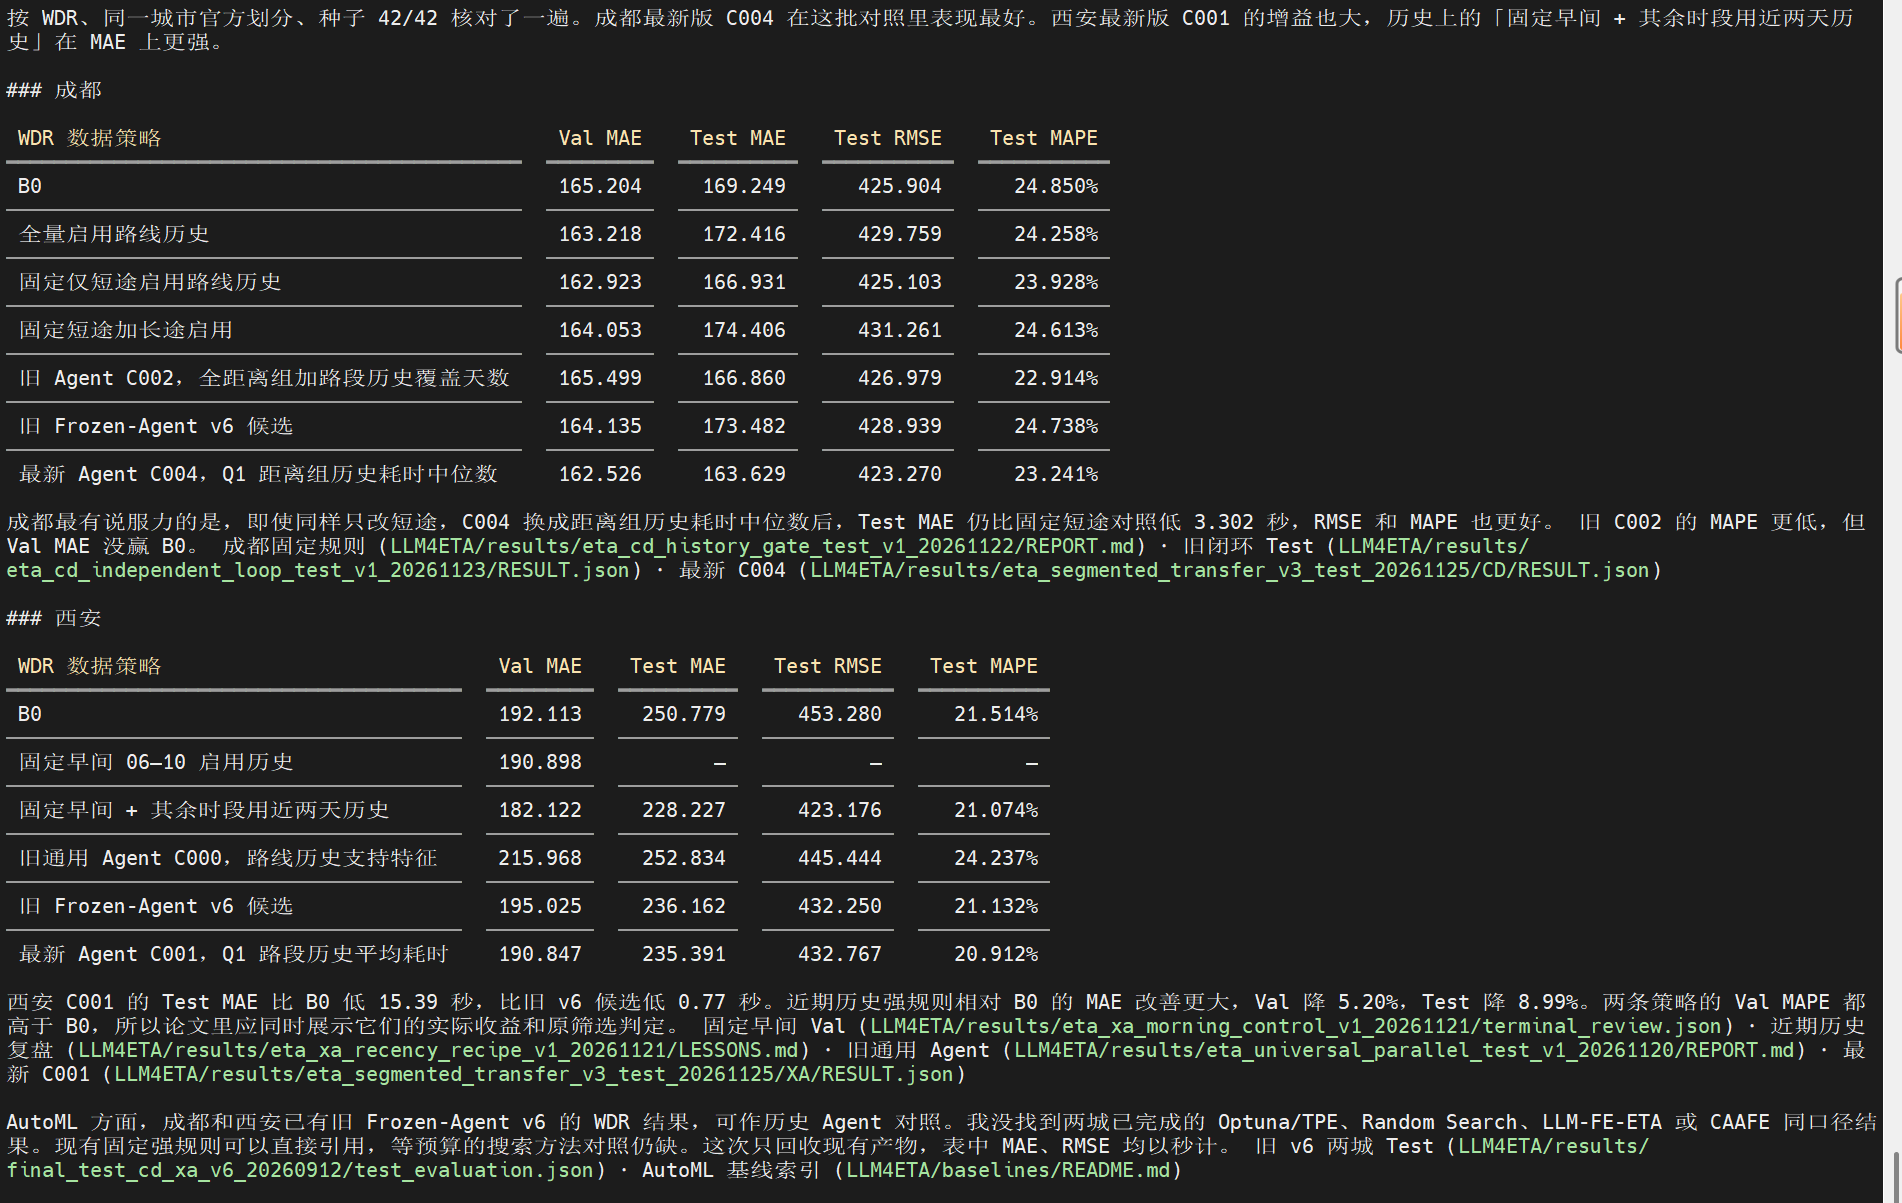 按 WDR、同一城市官方划分、种子 42/42 核对了一遍。成都最新版 C004 在这批对照里表现最好。西安最新版 C001 的增益也大，历史上的「固定早间 + 其余时段用近两天历
史」在 MAE 上更强。
### 成都
WDR 数据策略 Val MAE Test MAE Test RMSE Test MAPE
B0 165.204 169.249 425.904 24.850%
全量启用路线历史 163.218 172.416 429.759 24.258%
固定仅短途启用路线历史 162.923 166.931 425.103 23.928%
固定短途加长途启用 164.053 174.406 431.261 24.613%
旧 Agent C002，全距离组加路段历史覆盖天数 165.499 166.860 426.979 22.914%
旧 Frozen-Agent v6 候选 164.135 173.482 428.939 24.738%
最新 Agent C004，Q1 距离组历史耗时中位数 162.526 163.629 423.270 23.241%
成都最有说服力的是，即使同样只改短途，C004 换成距离组历史耗时中位数后，Test MAE 仍比固定短途对照低 3.302 秒，RMSE 和 MAPE 也更好。 旧 C002 的 MAPE 更低，但
Val MAE 没赢 B0。 成都固定规则 (LLM4ETA/results/eta_cd_history_gate_test_v1_20261122/REPORT.md) · 旧闭环 Test (LLM4ETA/results/
eta_cd_independent_loop_test_v1_20261123/RESULT.json) · 最新 C004 (LLM4ETA/results/eta_segmented_transfer_v3_test_20261125/CD/RESULT.json)
### 西安
WDR 数据策略 Val MAE Test MAE Test RMSE Test MAPE
B0 192.113 250.779 453.280 21.514%
固定早间 06–10 启用历史 190.898 — — —
固定早间 + 其余时段用近两天历史 182.122 228.227 423.176 21.074%
旧通用 Agent C000，路线历史支持特征 215.968 252.834 445.444 24.237%
旧 Frozen-Agent v6 候选 195.025 236.162 432.250 21.132%
最新 Agent C001，Q1 路段历史平均耗时 190.847 235.391 432.767 20.912%
西安 C001 的 Test MAE 比 B0 低 15.39 秒，比旧 v6 候选低 0.77 秒。近期历史强规则相对 B0 的 MAE 改善更大，Val 降 5.20%，Test 降 8.99%。两条策略的 Val MAPE 都
高于 B0，所以论文里应同时展示它们的实际收益和原筛选判定。 固定早间 Val (LLM4ETA/results/eta_xa_morning_control_v1_20261121/terminal_review.json) · 近期历史
复盘 (LLM4ETA/results/eta_xa_recency_recipe_v1_20261121/LESSONS.md) · 旧通用 Agent (LLM4ETA/results/eta_universal_parallel_test_v1_20261120/REPORT.md) · 最
新 C001 (LLM4ETA/results/eta_segmented_transfer_v3_test_20261125/XA/RESULT.json)
AutoML 方面，成都和西安已有旧 Frozen-Agent v6 的 WDR 结果，可作历史 Agent 对照。我没找到两城已完成的 Optuna/TPE、Random Search、LLM-FE-ETA 或 CAAFE 同口径结
果。现有固定强规则可以直接引用，等预算的搜索方法对照仍缺。这次只回收现有产物，表中 MAE、RMSE 均以秒计。 旧 v6 两城 Test (LLM4ETA/results/
final_test_cd_xa_v6_20260912/test_evaluation.json) · AutoML 基线索引 (LLM4ETA/baselines/README.md)